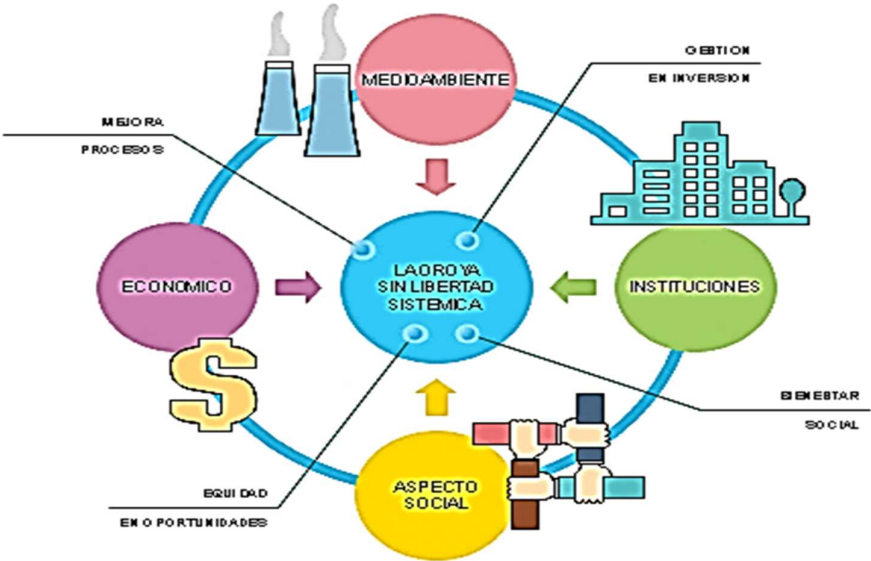 GESTION
EN INVERSION
MEDIOAMBIENTE
MEJORA
PROCESOS
ECONOMICO
LA OROYA
SIN LIBERTAD
SISTEMICA
INSTITUCIONES
BIENESTAR
SOCIAL
ASPECTO
SOCIAL
EQUIDAD
EN OPORTUNIDADES